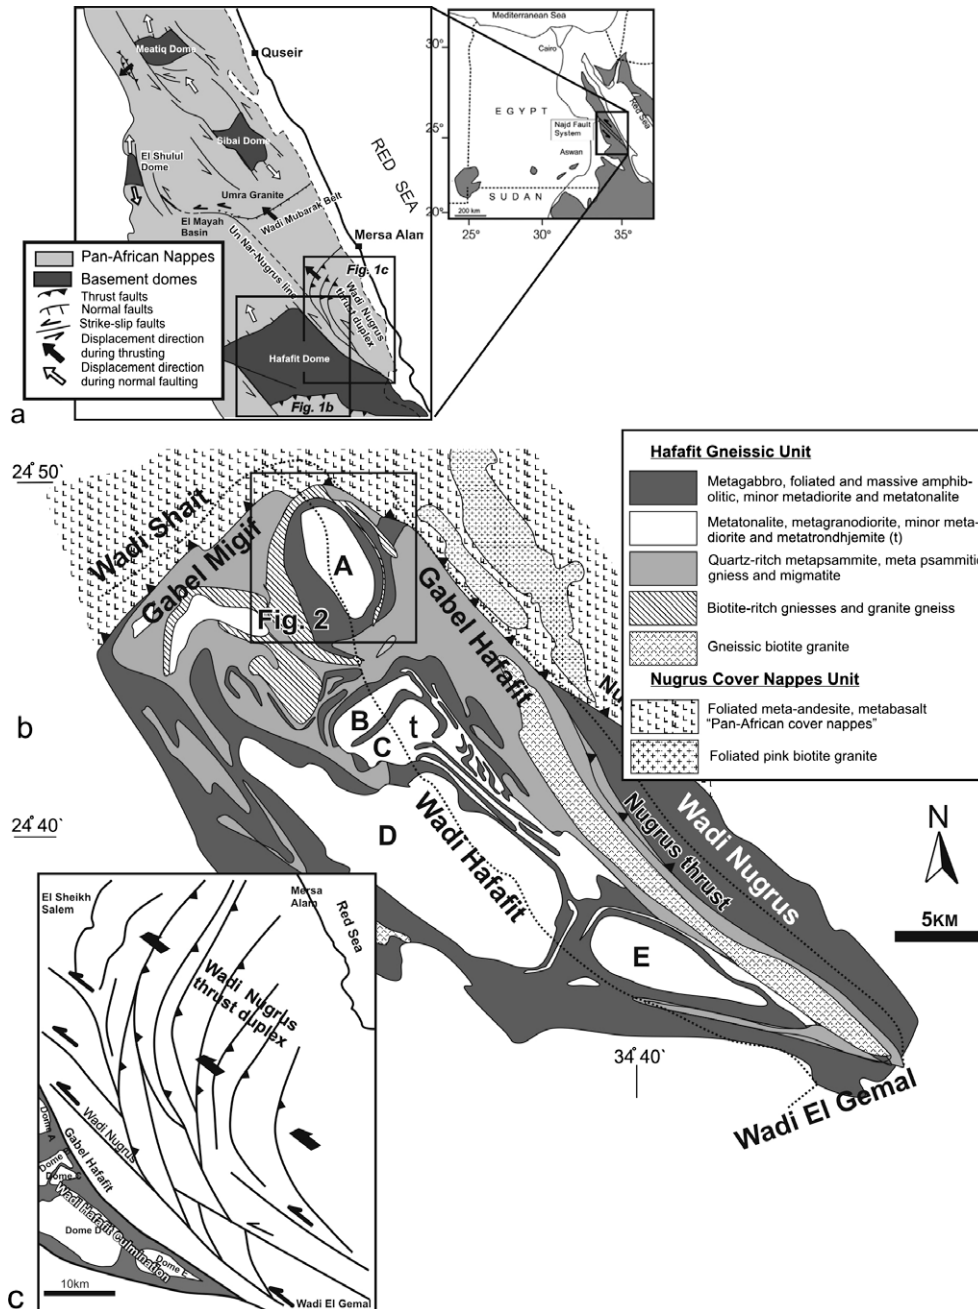 Meatiq Dome
Quseir
Sibai Dome
El Shulul
Dome
RED SEA
Umra Granite
Wadi Mubarak Belt
El Mayah
Basin
Mersa Alam
Um Nar-Nugrus line
Fig. 1c
Wadi Nugrus
thrust duplex
Hafafit Dome
Fig. 1b
Pan-African Nappes
Basement domes
Thrust faults
Normal faults
Strike-slip faults
Displacement direction
during thrusting
Displacement direction
during normal faulting
a
Mediterranean Sea
30°
Cairo
EGYPT
Red Sea
Najd Fault
System
25°
Aswan
SUDAN
20°
200 km
25°
30°
35°
24°50`
Wadi Shait
Gabel Migif
A
Fig. 2
Gabel Hafafit
Hafafit Gneissic Unit
Metagabbro, foliated and massive amphib-
olitic, minor metadiorite and metatonalite
Metatonalite, metagranodiorite, minor meta-
diorite and metatrondhjemite (t)
Quartz-ritch metapsammite, meta psammitic
gniess and migmatite
Biotite-ritch gniesses and granite gneiss
Gneissic biotite granite
Nugrus Cover Nappes Unit
Foliated meta-andesite, metabasalt
“Pan-African cover nappes”
Foliated pink biotite granite
Nu
b
B
C
t
24°40`
D
Wadi Hafafit
Nugrus thrust
Wadi Nugrus
N
5KM
E
34°40`
Wadi El Gemal
El Sheikh
Salem
Mersa
Alam
Red Sea
Wadi Nugrus
thrust duplex
Wadi Nugrus
Gabel Hafafit
Dome A
Dome
Dome
Wadi Hafafit Culmination
Dome D
Dome E
10km
Wadi El Gemal
c